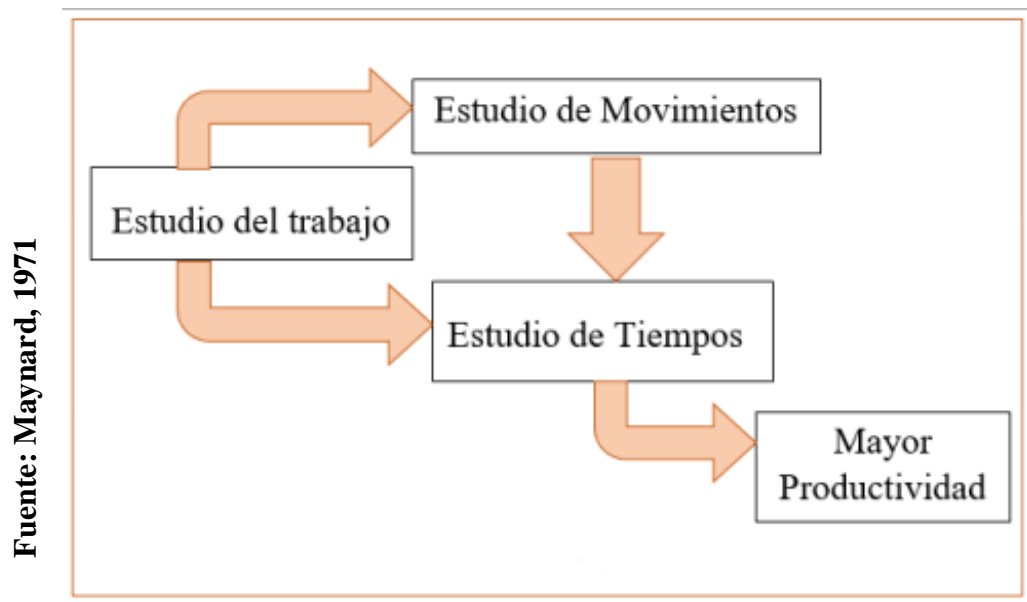 Estudio de Movimientos
Estudio del trabajo
Estudio de Tiempos
Mayor
Productividad
Fuente: Maynard, 1971